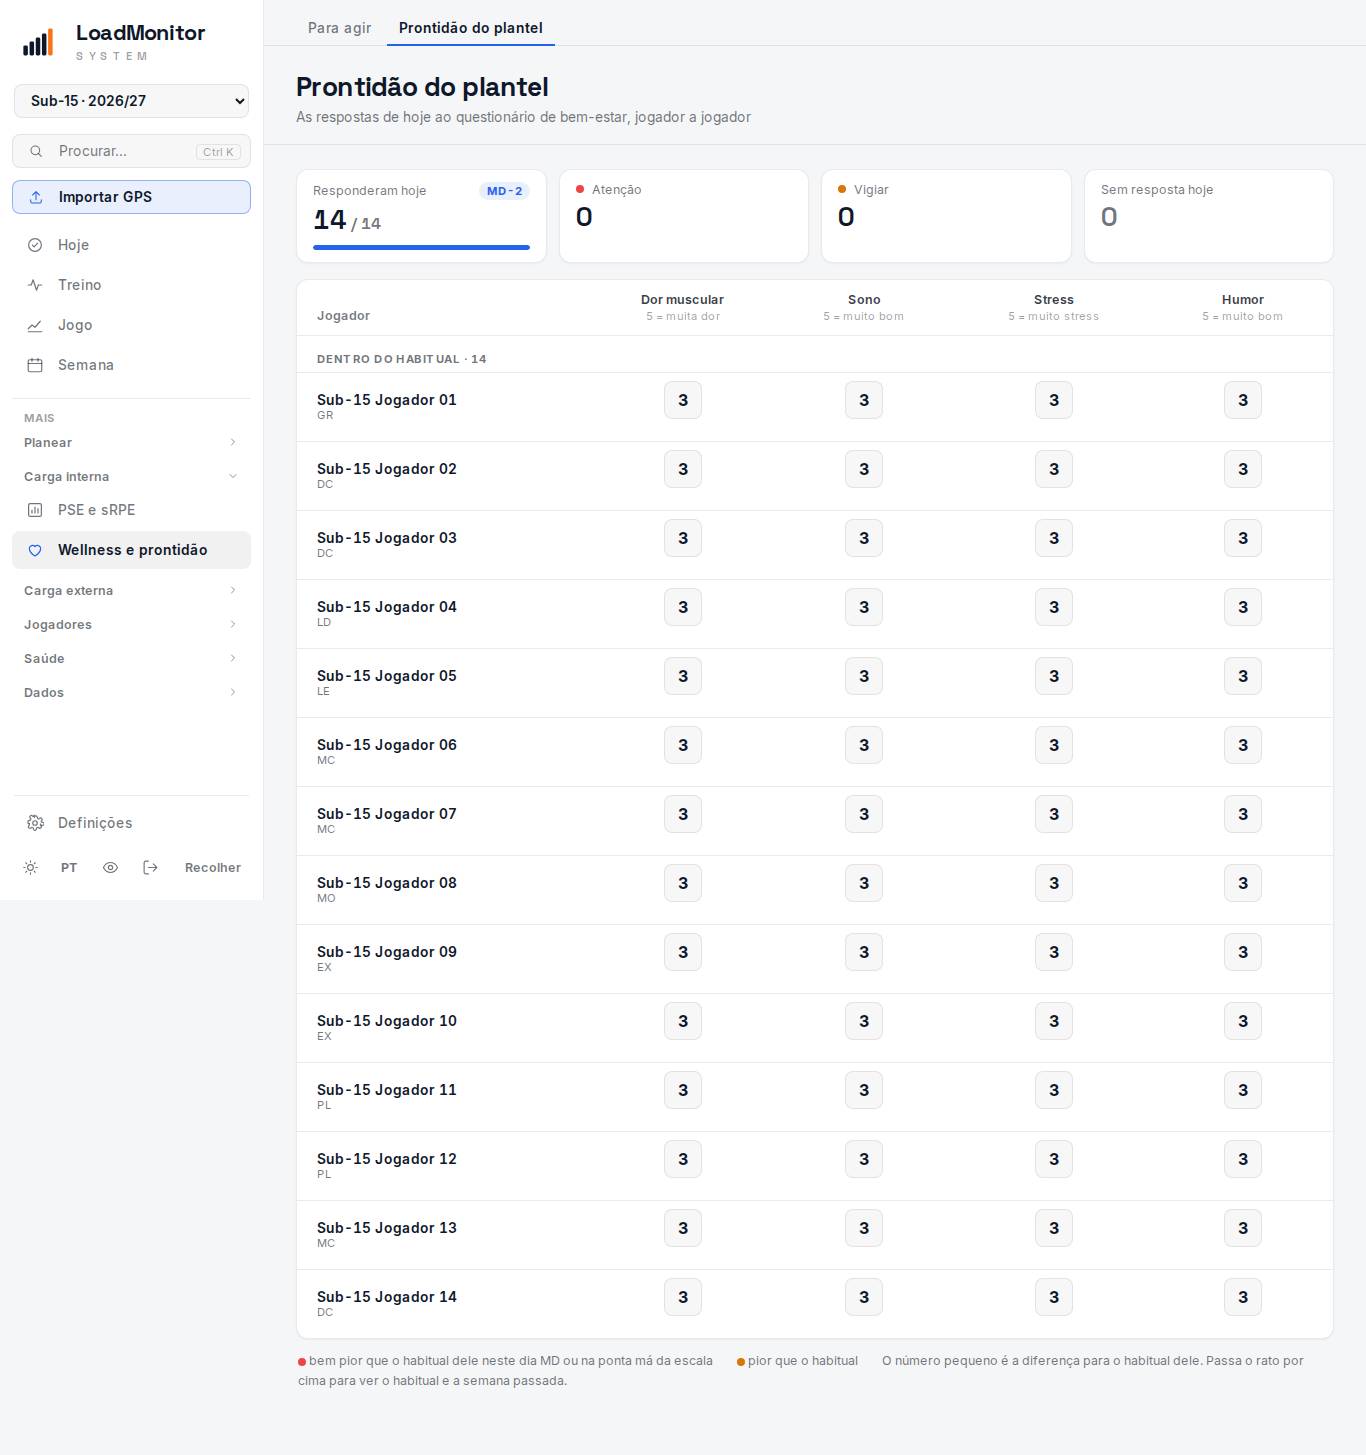 LoadMonitor
SYSTEM
Sub-15 · 2026/27
Procurar... Ctrl K
Importar GPS
Hoje
Treino
Jogo
Semana
MAIS
Planear
Carga interna
PSE e sRPE
Wellness e prontidão
Carga externa
Jogadores
Saúde
Dados
Definições
PT Recolher
Para agir Prontidão do plantel
Prontidão do plantel
As respostas de hoje ao questionário de bem-estar, jogador a jogador
Responderam hoje MD-2
14 / 14
Atenção
0
Vigiar
0
Sem resposta hoje
0
Jogador Dor muscular Sono Stress Humor
5 = muita dor 5 = muito bom 5 = muito stress 5 = muito bom
DENTRO DO HABITUAL · 14
Sub-15 Jogador 01 3 3 3 3
GR
Sub-15 Jogador 02 3 3 3 3
DC
Sub-15 Jogador 03 3 3 3 3
DC
Sub-15 Jogador 04 3 3 3 3
LD
Sub-15 Jogador 05 3 3 3 3
LE
Sub-15 Jogador 06 3 3 3 3
MC
Sub-15 Jogador 07 3 3 3 3
MC
Sub-15 Jogador 08 3 3 3 3
MO
Sub-15 Jogador 09 3 3 3 3
EX
Sub-15 Jogador 10 3 3 3 3
EX
Sub-15 Jogador 11 3 3 3 3
PL
Sub-15 Jogador 12 3 3 3 3
PL
Sub-15 Jogador 13 3 3 3 3
MC
Sub-15 Jogador 14 3 3 3 3
DC
bem pior que o habitual dele neste dia MD ou na ponta má da escala pior que o habitual O número pequeno é a diferença para o habitual dele. Passa o rato por
cima para ver o habitual e a semana passada.